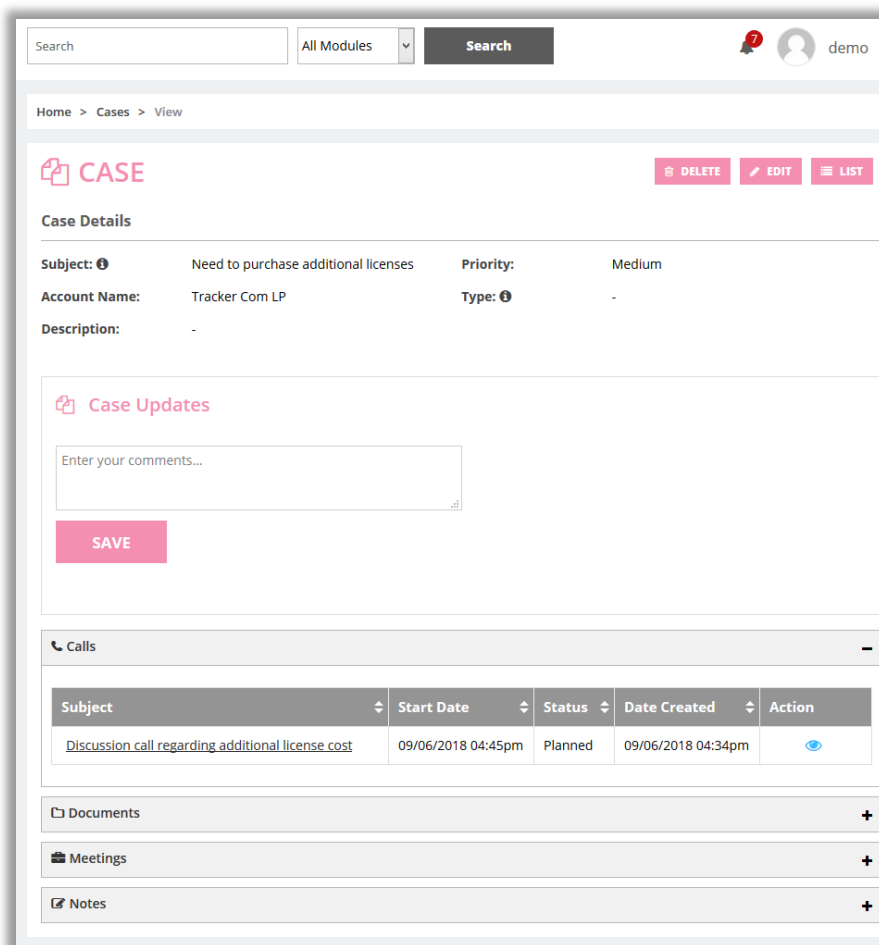 Search All Modules Search 7 demo
Home > Cases > View
CASE DELETE EDIT LIST
Case Details
Subject: Need to purchase additional licenses Priority: Medium
Account Name: Tracker Com LP Type: -
Description: -
Case Updates
Enter your comments...
SAVE
Calls
Subject Start Date Status Date Created Action
Discussion call regarding additional license cost 09/06/2018 04:45pm Planned 09/06/2018 04:34pm
Documents
Meetings
Notes